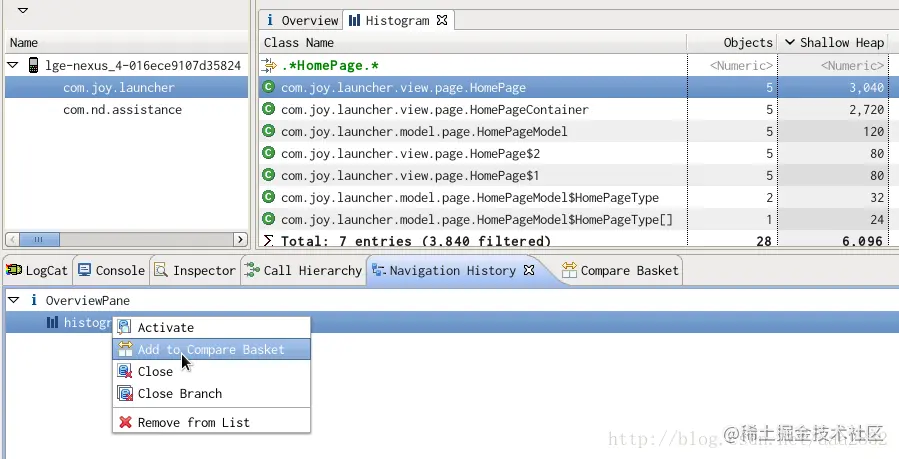 Overview Histogram
Name
lge-nexus_4-016ece9107d35824
com.joy.launcher
com.nd.assistance
Class Name Objects Shallow Heap
.*HomePage.* <Numeric> <Numeric>
com.joy.launcher.view.page.HomePage 5 3,040
com.joy.launcher.view.page.HomePageContainer 5 2,720
com.joy.launcher.model.page.HomePageModel 5 120
com.joy.launcher.view.page.HomePage$2 5 80
com.joy.launcher.view.page.HomePage$1 5 80
com.joy.launcher.model.page.HomePageModel$HomePageType 2 32
com.joy.launcher.model.page.HomePageModel$HomePageType[] 1 24
Total: 7 entries (3,840 filtered) 28 6,096
LogCat Console Inspector Call Hierarchy Navigation History Compare Basket
i OverviewPane
histogr
Activate
Add to Compare Basket
Close
Close Branch
Remove from List
@稀土掘金技术社区